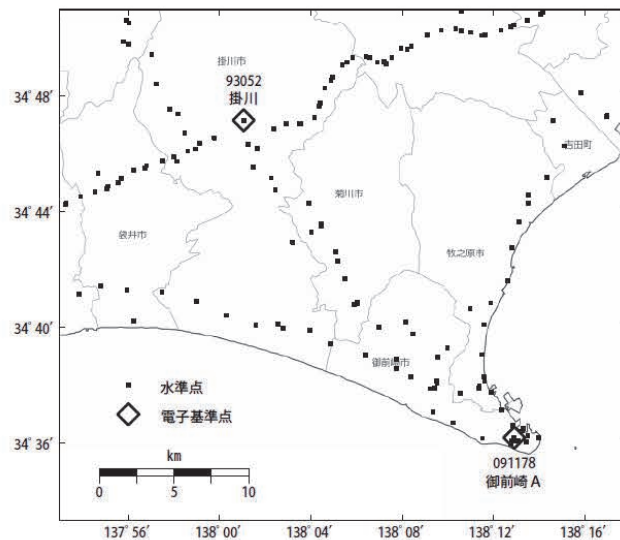 掛川市
93052
掛川
34°48′
吉田町
菊川市
34°44′
袋井市
牧之原市
34°40′
御前崎市
水準点
電子基準点
34°36′
km
091178
0 5 10
御前崎A
137°56′ 138°00′ 138°04′ 138°08′ 138°12′ 138°16′